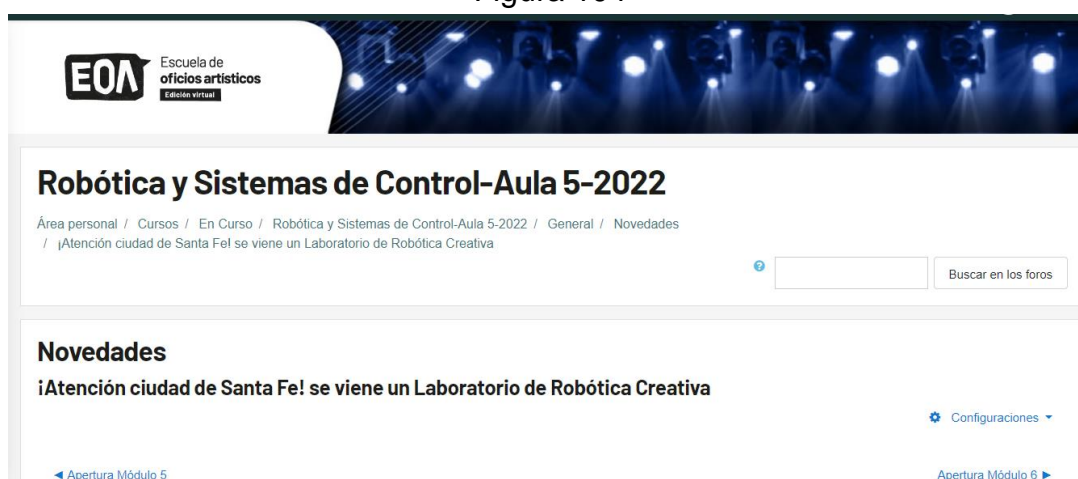 EOA
Escuela de
oficios artísticos
Edición virtual
Robótica y Sistemas de Control-Aula 5-2022
Área personal / Cursos / En Curso / Robótica y Sistemas de Control-Aula 5-2022 / General / Novedades
/ ¡Atención ciudad de Santa Fe! se viene un Laboratorio de Robótica Creativa
Buscar en los foros
Novedades
¡Atención ciudad de Santa Fe! se viene un Laboratorio de Robótica Creativa
Configuraciones
◄ Apertura Módulo 5
Apertura Módulo 6 ►